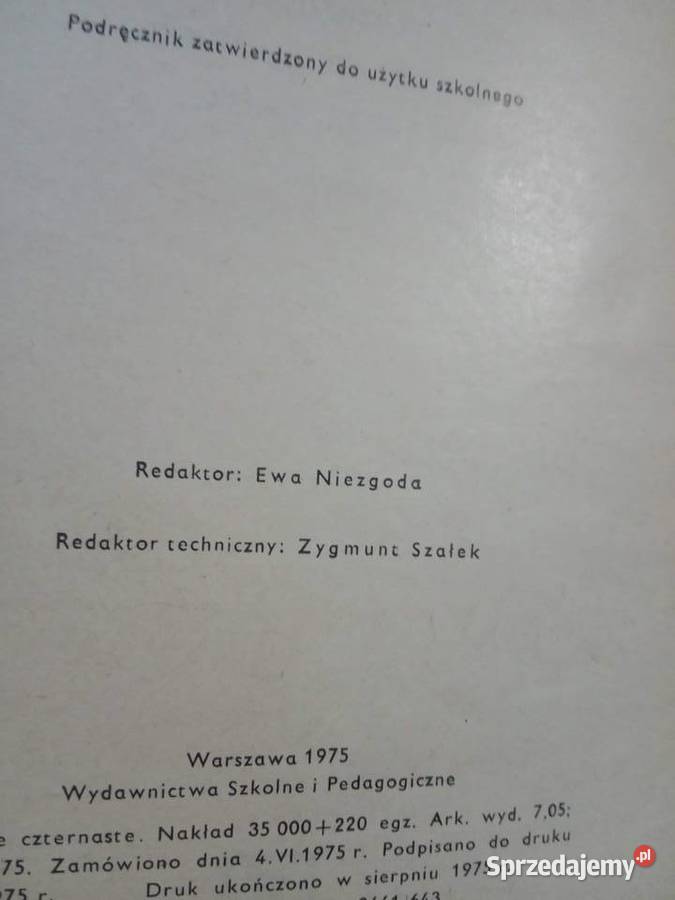 Podręcznik zatwierdzony do użytku szkolnego
Redaktor: Ewa Niezgoda
Redaktor techniczny: Zygmunt Szałek
Warszawa 1975
Wydawnictwa Szkolne i Pedagogiczne
e czternaste. Nakład 35 000+220 egz. Ark. wyd. 7,05;
75. Zamówiono dnia 4.VI.1975 r. Podpisano do druku
975 r. Druk ukończono w sierpniu 1975
Sprzedajemy.pl